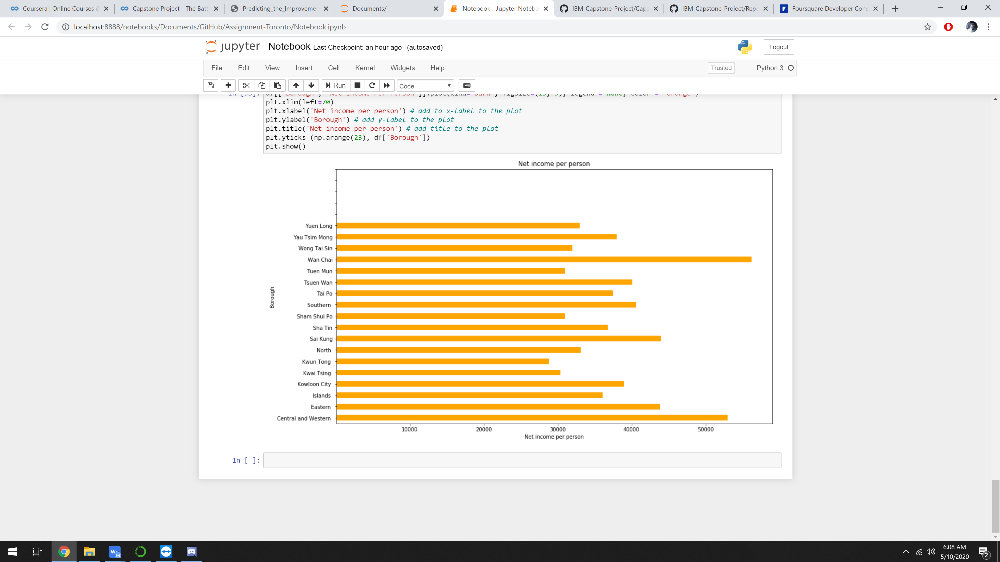 Coursera | Online Courses &
Capstone Project - The Batt
Predicting_the_Improvemen
Documents/
Notebook - Jupyter Notebo
IBM-Capstone-Project/Caps
IBM-Capstone-Project/Repo
Foursquare Developer Cons
localhost:8888/notebooks/Documents/GitHub/Assignment-Toronto/Notebook.ipynb
jupyter Notebook Last Checkpoint: an hour ago (autosaved)
Logout
File Edit View Insert Cell Kernel Widgets Help
Trusted
Python 3
Run
Code
plt.xlim(left=70)
plt.xlabel('Net income per person') # add to x-label to the plot
plt.ylabel('Borough') # add y-label to the plot
plt.title('Net income per person') # add title to the plot
plt.yticks (np.arange(23), df['Borough'])
plt.show()
Net income per person
Yuen Long
Yau Tsim Mong
Wong Tai Sin
Wan Chai
Tuen Mun
Tsuen Wan
Tai Po
Southern
Sham Shui Po
Sha Tin
Sai Kung
North
Kwun Tong
Kwai Tsing
Kowloon City
Islands
Eastern
Central and Western
Borough
10000 20000 30000 40000 50000
Net income per person
In [ ]:
6:08 AM
5/10/2020
2